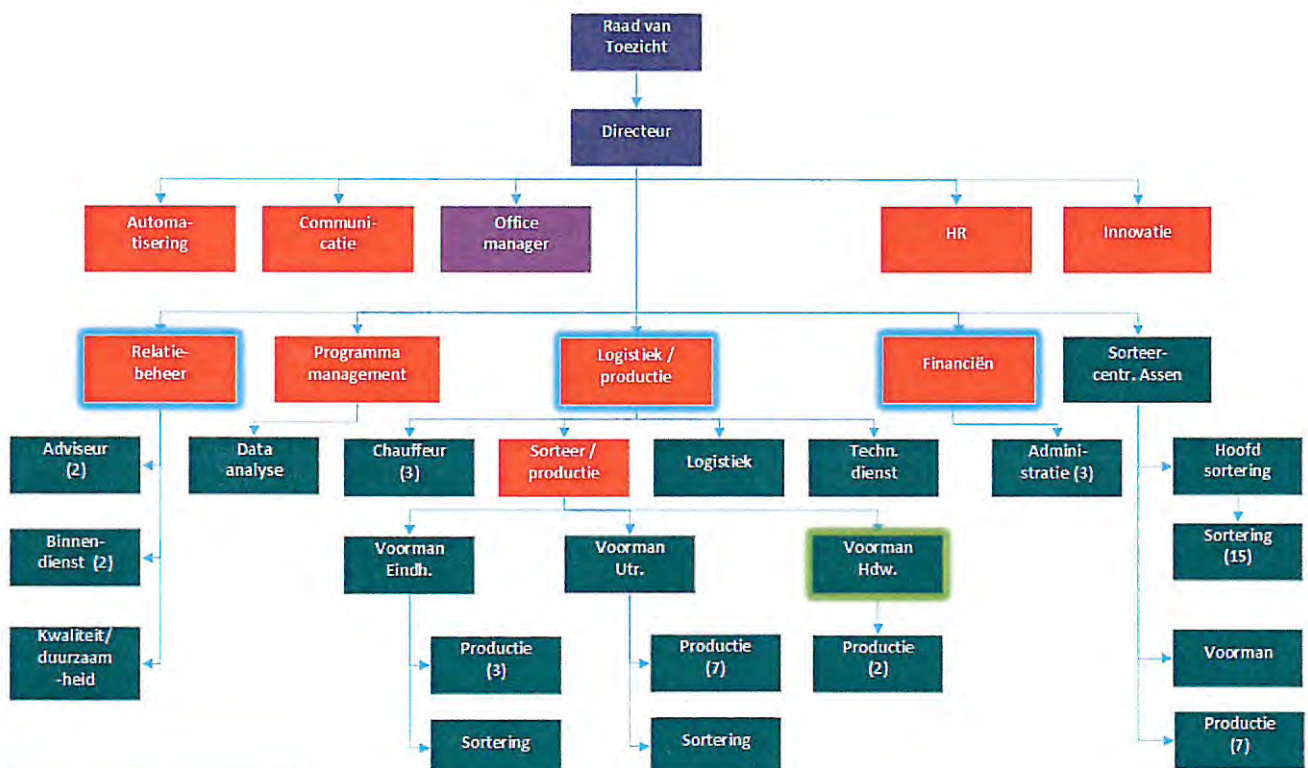 Raad van
Toezicht
Directeur
Automa-
tisering
Communi-
catie
Office
manager
HR
Innovatie
Relatie-
beheer
Programma
management
Logistiek /
productie
Financiën
Sorteer-
centr. Assen
Adviseur
(2)
Data
analyse
Chauffeur
(3)
Sorteer /
productie
Logistiek
Techn.
dienst
Admini-
stratie (3)
Hoofd
sortering
Binnen-
dienst (2)
Voorman
Eindh.
Voorman
Utr.
Voorman
Hdw.
Sortering
(15)
Kwaliteit/
duurzaam
-heid
Productie
(3)
Productie
(7)
Productie
(2)
Voorman
Sortering
Sortering
Productie
(7)